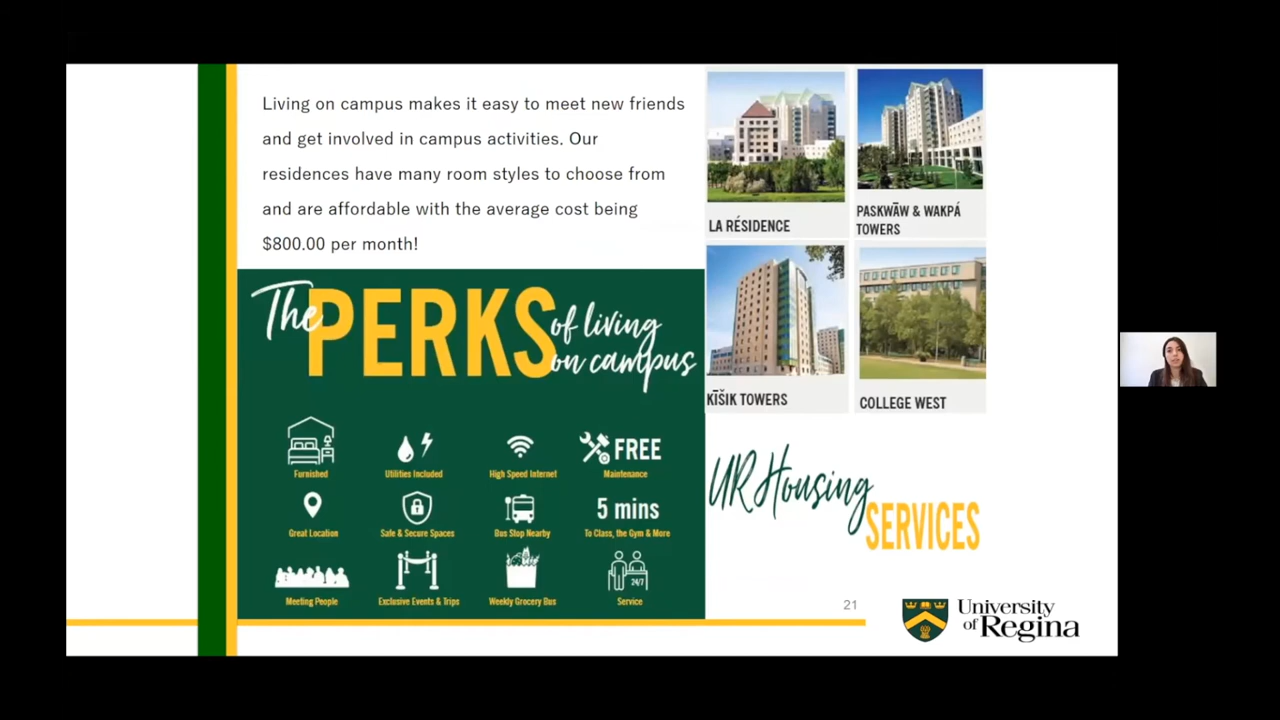 Living on campus makes it easy to meet new friends
and get involved in campus activities. Our
residences have many room styles to choose from
and are affordable with the average cost being
$800.00 per month!
The PERKS of living
on campus
Furnished
Utilities Included
High Speed Internet
FREE
Maintenance
Great Location
Safe & Secure Spaces
Bus Stop Nearby
5 mins
To Class, the Gym & More
Meeting People
Exclusive Events & Trips
Weekly Grocery Bus
24/7
Service
LA RÉSIDENCE
PASKWĀW & WAKPÁ
TOWERS
KĪŠIK TOWERS
COLLEGE WEST
UR Housing
SERVICES
21
University
of Regina